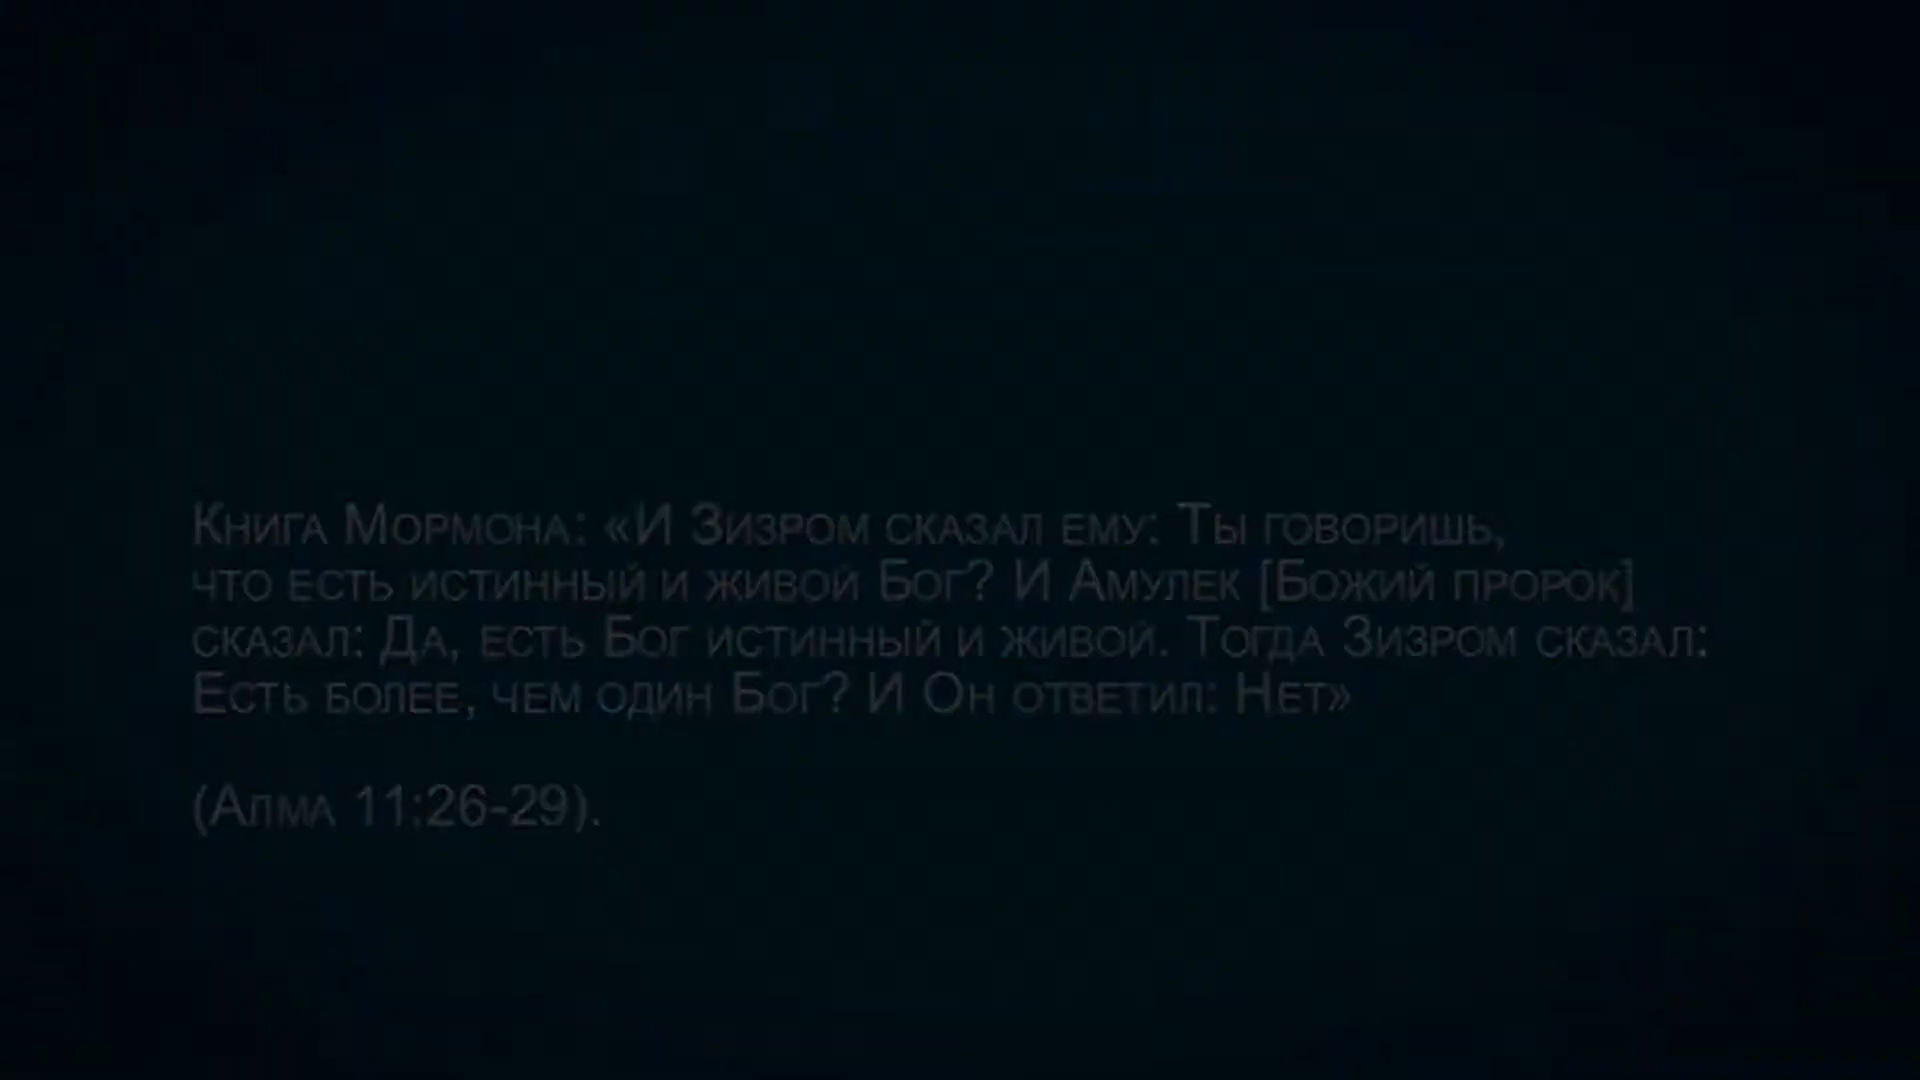 Книга Мормона: «И Зизром сказал ему: Ты говоришь,
что есть истинный и живой Бог? И Амулек [Божий пророк]
сказал: Да, есть Бог истинный и живой. Тогда Зизром сказал:
Есть более, чем один Бог? И Он ответил: Нет»
(Алма 11:26-29).